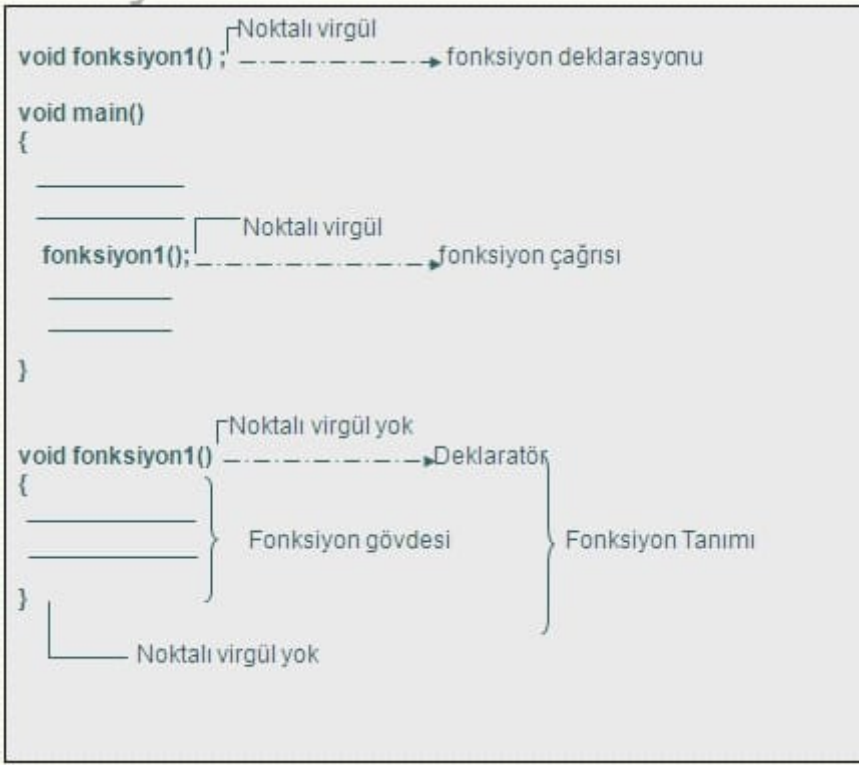 Noktalı virgül
void fonksiyon1() ; fonksiyon deklarasyonu
void main()
{
Noktalı virgül
fonksiyon1(); fonksiyon çağrısı
}
Noktalı virgül yok
void fonksiyon1() Deklaratör
{
Fonksiyon gövdesi Fonksiyon Tanımı
}
Noktalı virgül yok